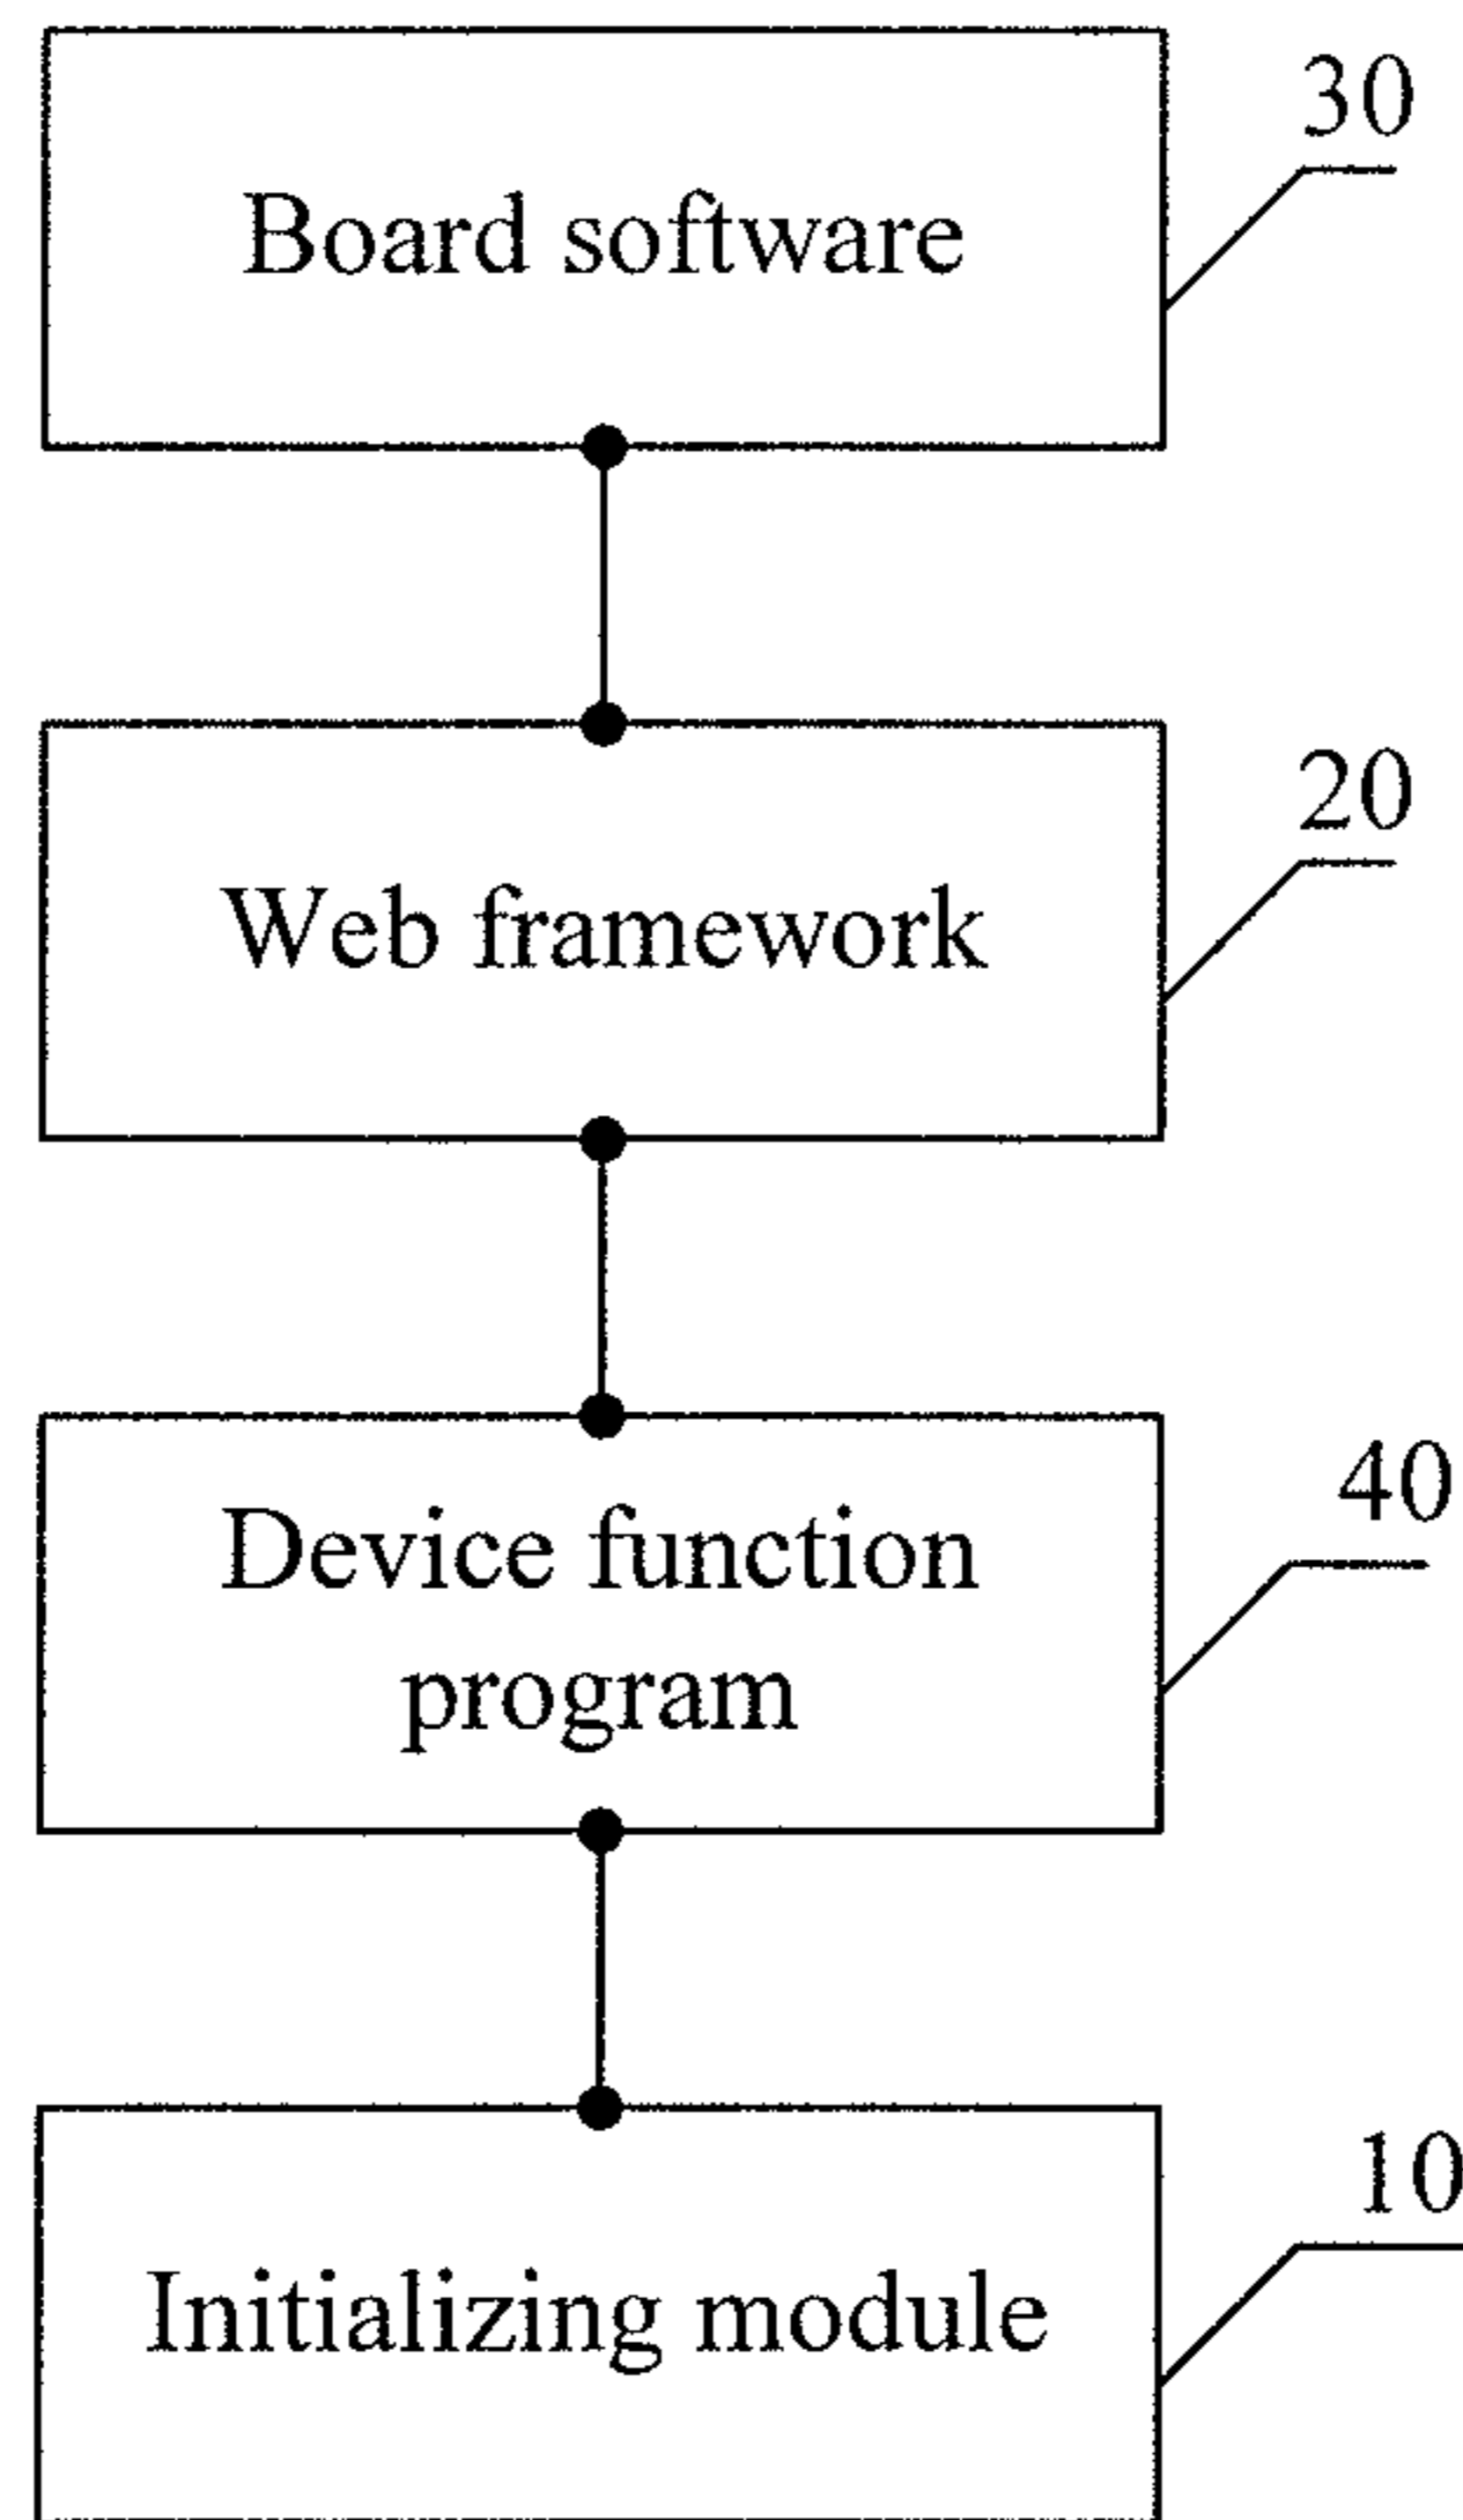 30
Board software
20
Web framework
40
Device function
program
10
Initializing module